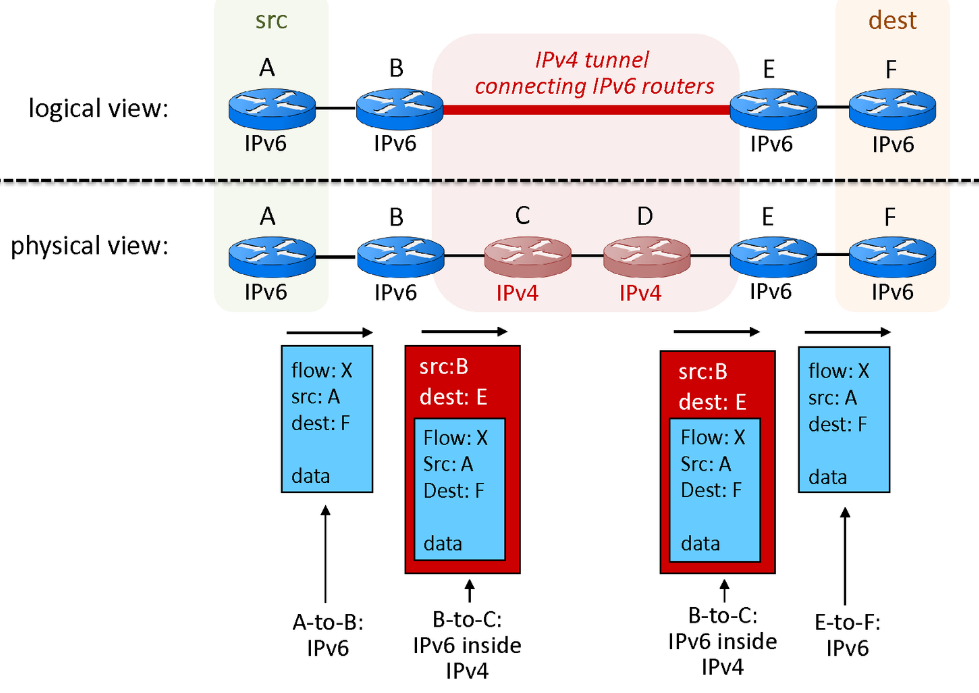 src
dest
A
B
IPv4 tunnel
connecting IPv6 routers
E
F
logical view:
IPv6
IPv6
IPv6
IPv6
A
B
C
D
E
F
physical view:
IPv6
IPv6
IPv4
IPv4
IPv6
IPv6
flow: X
src: A
dest: F
data
src:B
dest: E
Flow: X
Src: A
Dest: F
data
src:B
dest: E
Flow: X
Src: A
Dest: F
data
flow: X
src: A
dest: F
data
A-to-B:
IPv6
B-to-C:
IPv6 inside
IPv4
B-to-C:
IPv6 inside
IPv4
E-to-F:
IPv6